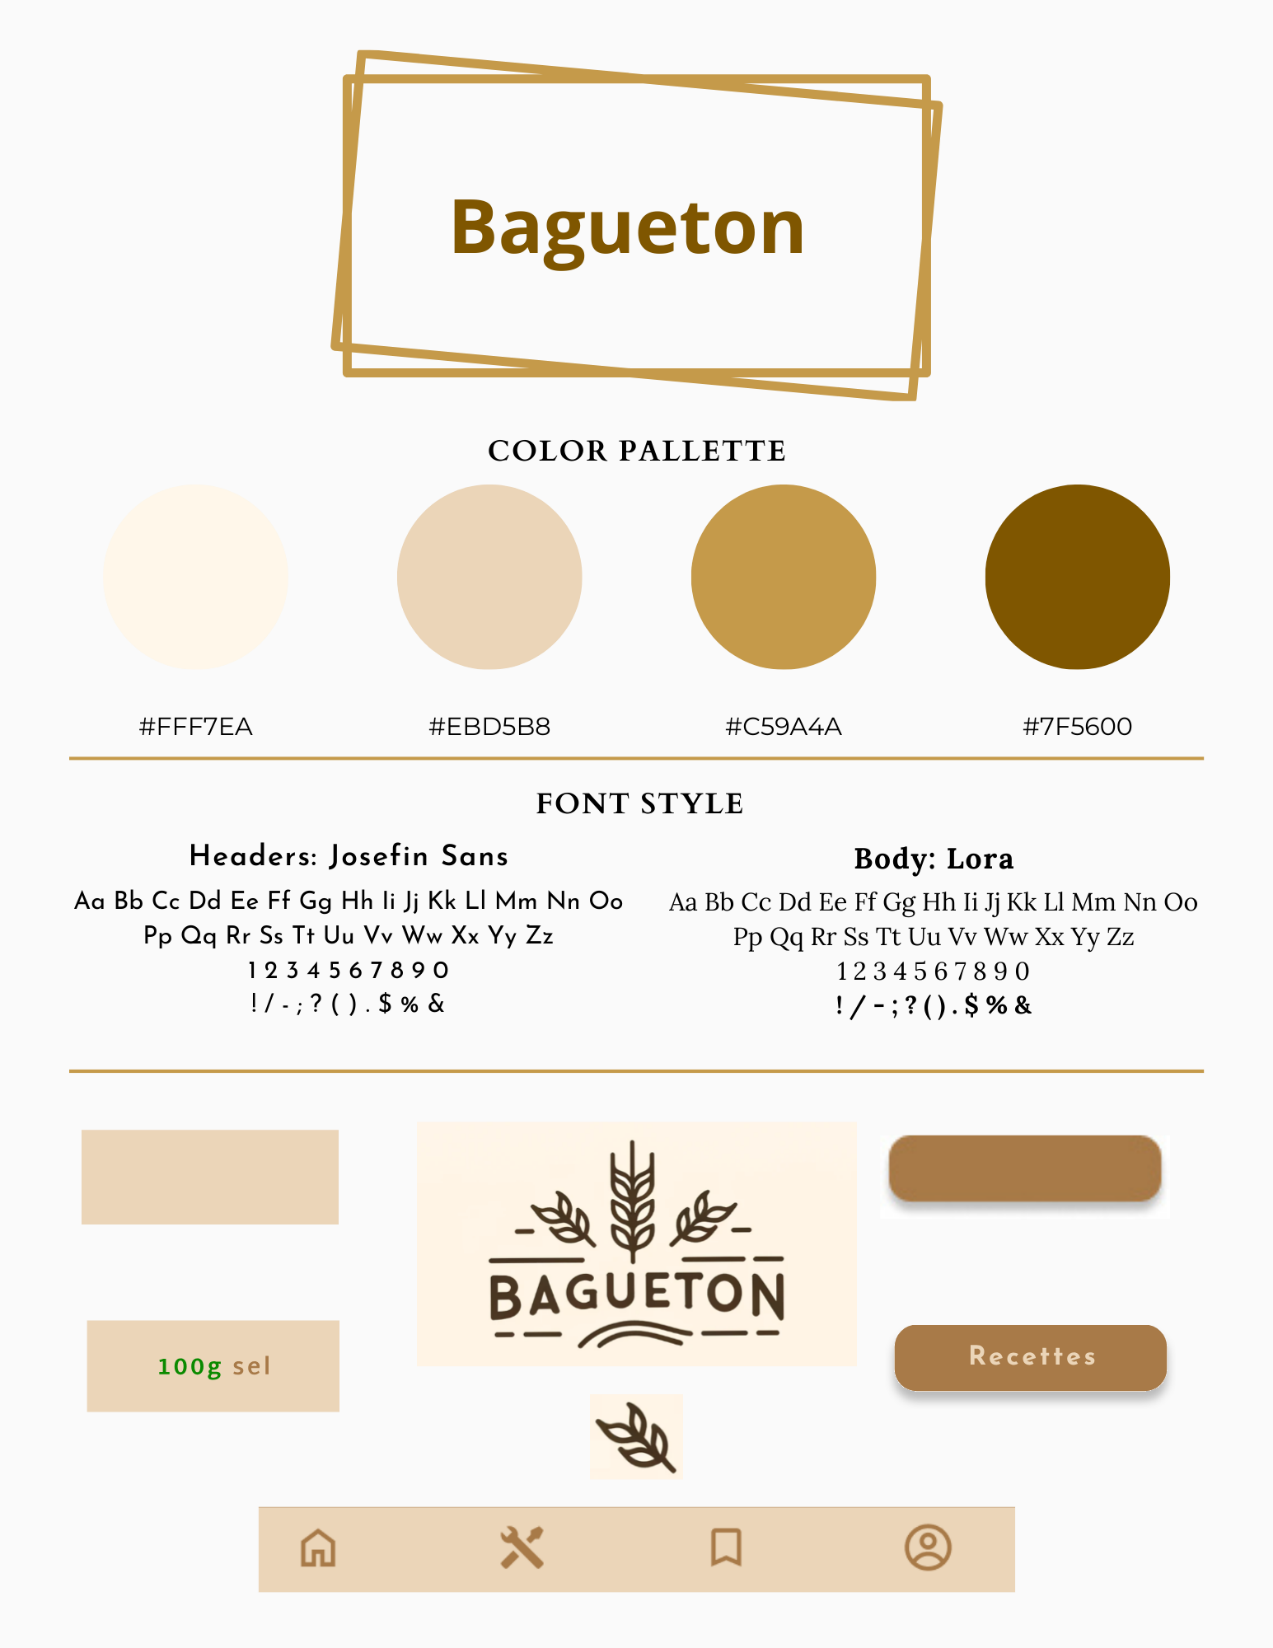 Bagueton
COLOR PALLETTE
#FFF7EA
#EBD5B8
#C59A4A
#7F5600
FONT STYLE
Headers: Josefin Sans
Aa Bb Cc Dd Ee Ff Gg Hh Ii Jj Kk Ll Mm Nn Oo
Pp Qq Rr Ss Tt Uu Vv Ww Xx Yy Zz
1 2 3 4 5 6 7 8 9 0
! / - ; ? ( ) . $ % &
Body: Lora
Aa Bb Cc Dd Ee Ff Gg Hh Ii Jj Kk Ll Mm Nn Oo
Pp Qq Rr Ss Tt Uu Vv Ww Xx Yy Zz
1 2 3 4 5 6 7 8 9 0
! / - ; ? ( ) . $ % &
BAGUETON
100g sel
Recettes